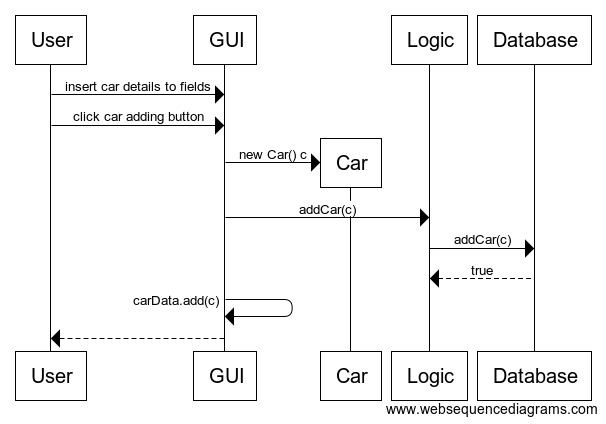 User GUI Logic Database
insert car details to fields
click car adding button
new Car() c
Car
addCar(c)
addCar(c)
true
carData.add(c)
User GUI Car Logic Database
www.websequencediagrams.com